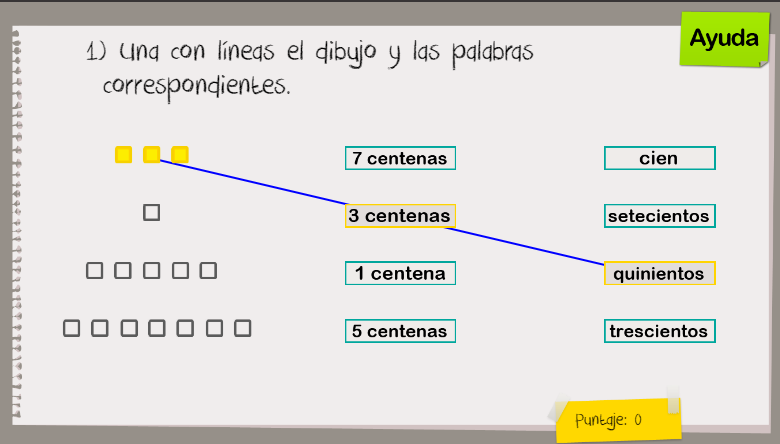 Ayuda
1) Una con líneas el dibujo y las palabras
correspondientes.
7 centenas
cien
3 centenas
setecientos
1 centena
quinientos
5 centenas
trescientos
Puntaje: 0